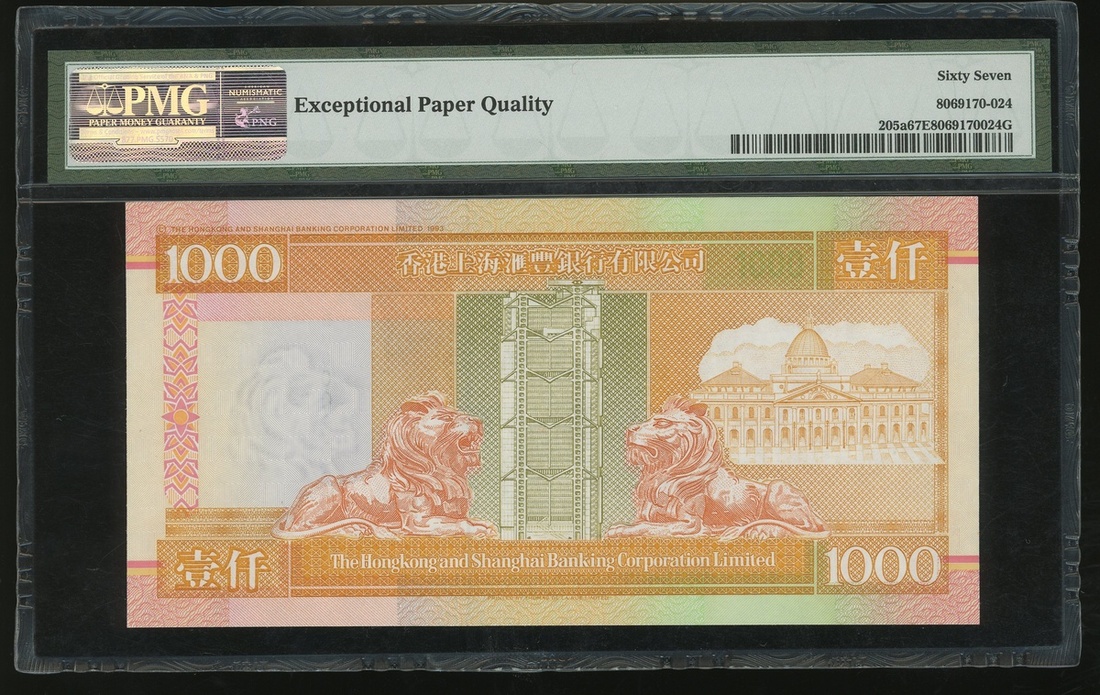 PMG
PAPER MONEY GUARANTY
NUMISMATIC
PNG
Exceptional Paper Quality
Sixty Seven
8069170-024
205a67E8069170024G
© THE HONGKONG AND SHANGHAI BANKING CORPORATION LIMITED 1993
1000
香港上海滙豐銀行有限公司
壹仟
壹仟
The Hongkong and Shanghai Banking Corporation Limited
1000